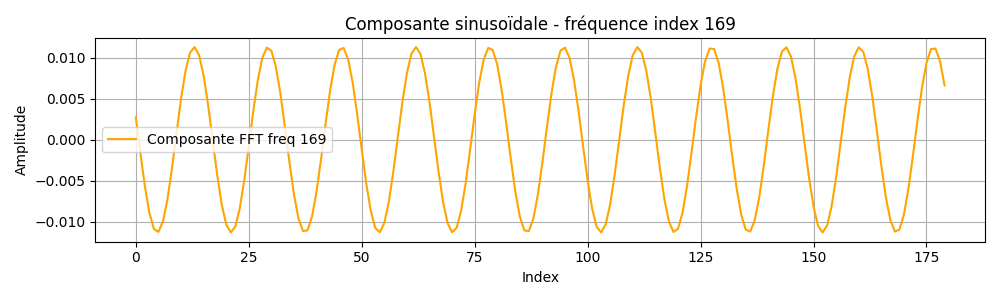 Composante sinusoïdale - fréquence index 169
Amplitude
0.010
0.005
0.000
−0.005
−0.010
Composante FFT freq 169
0 25 50 75 100 125 150 175
Index